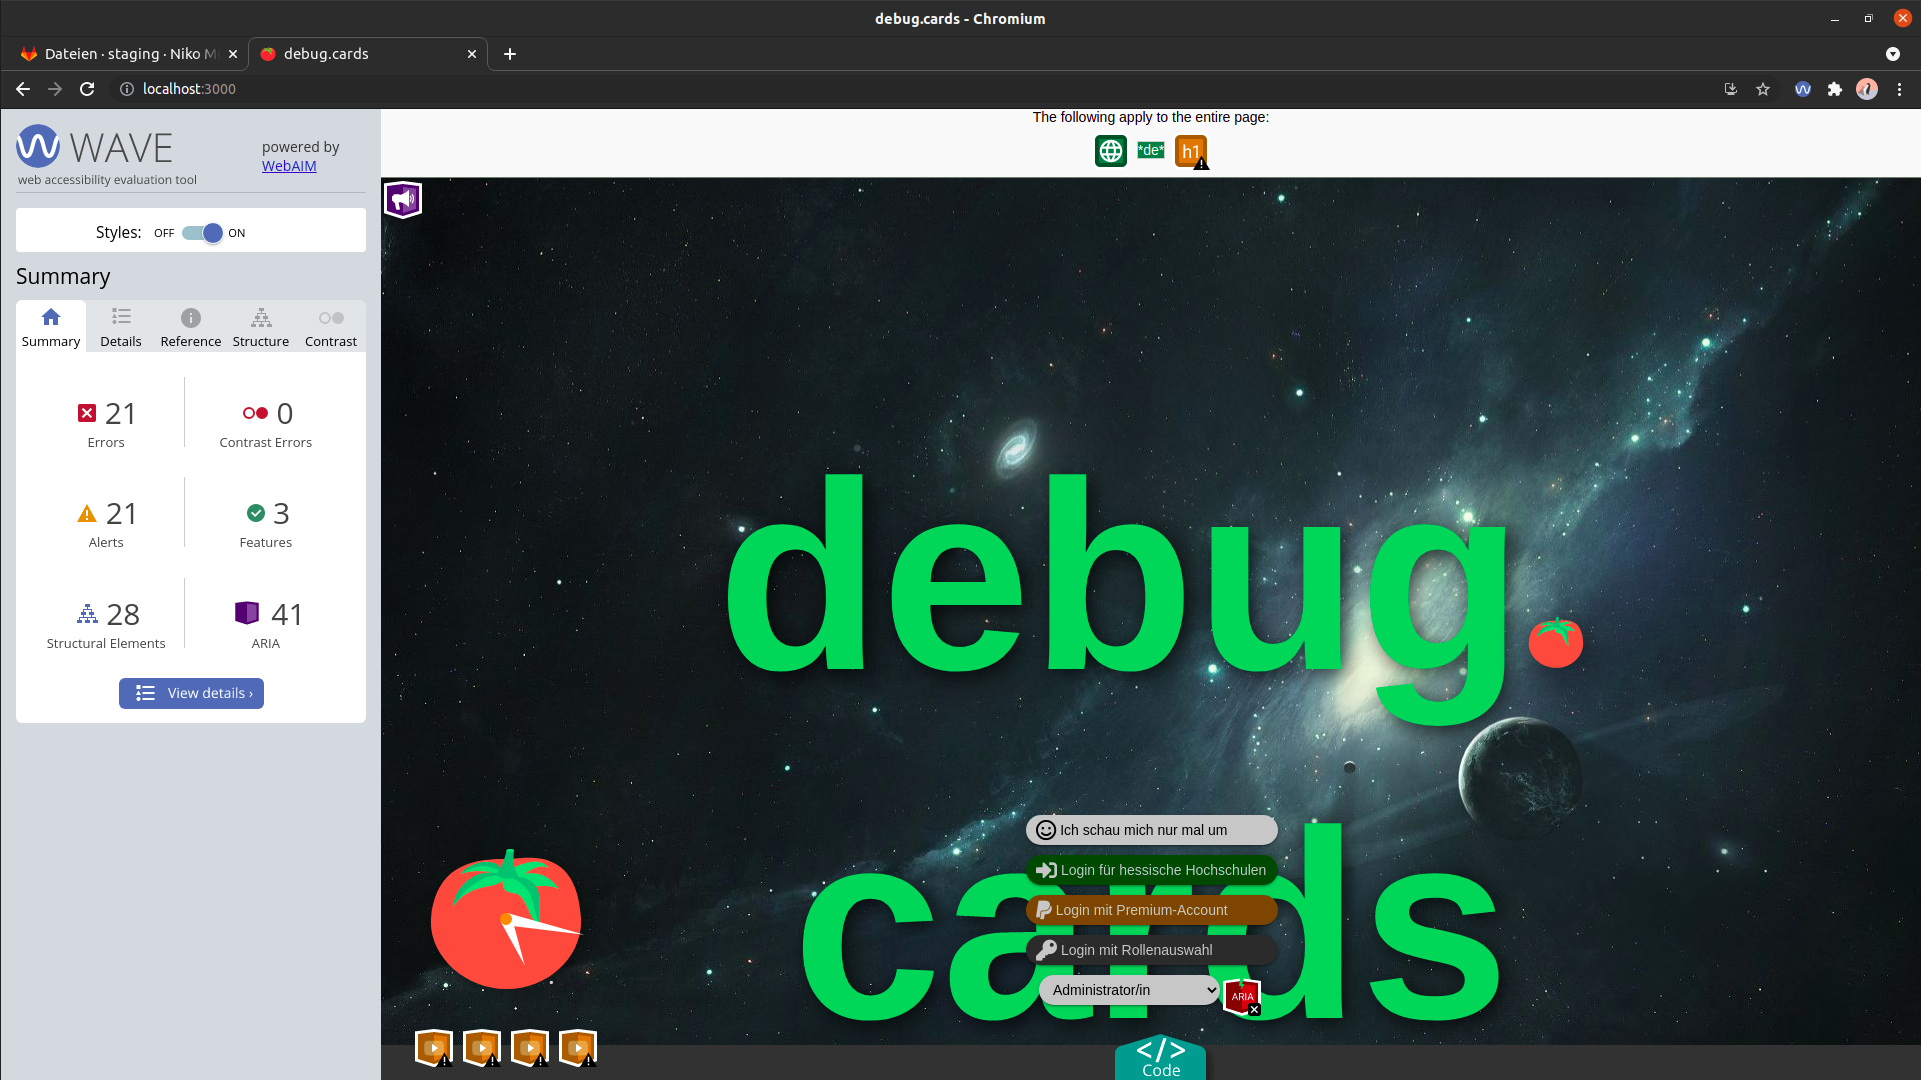 debug.cards - Chromium
Dateien · staging · Niko M
debug.cards
localhost:3000
WAVE
web accessibility evaluation tool
powered by
WebAIM
Styles: OFF ON
Summary
Summary Details Reference Structure Contrast
21
Errors
0
Contrast Errors
21
Alerts
3
Features
28
Structural Elements
41
ARIA
View details ›
The following apply to the entire page:
*de* h1
debug
cards
Ich schau mich nur mal um
Login für hessische Hochschulen
Login mit Premium-Account
Login mit Rollenauswahl
Administrator/in
ARIA
</>
Code